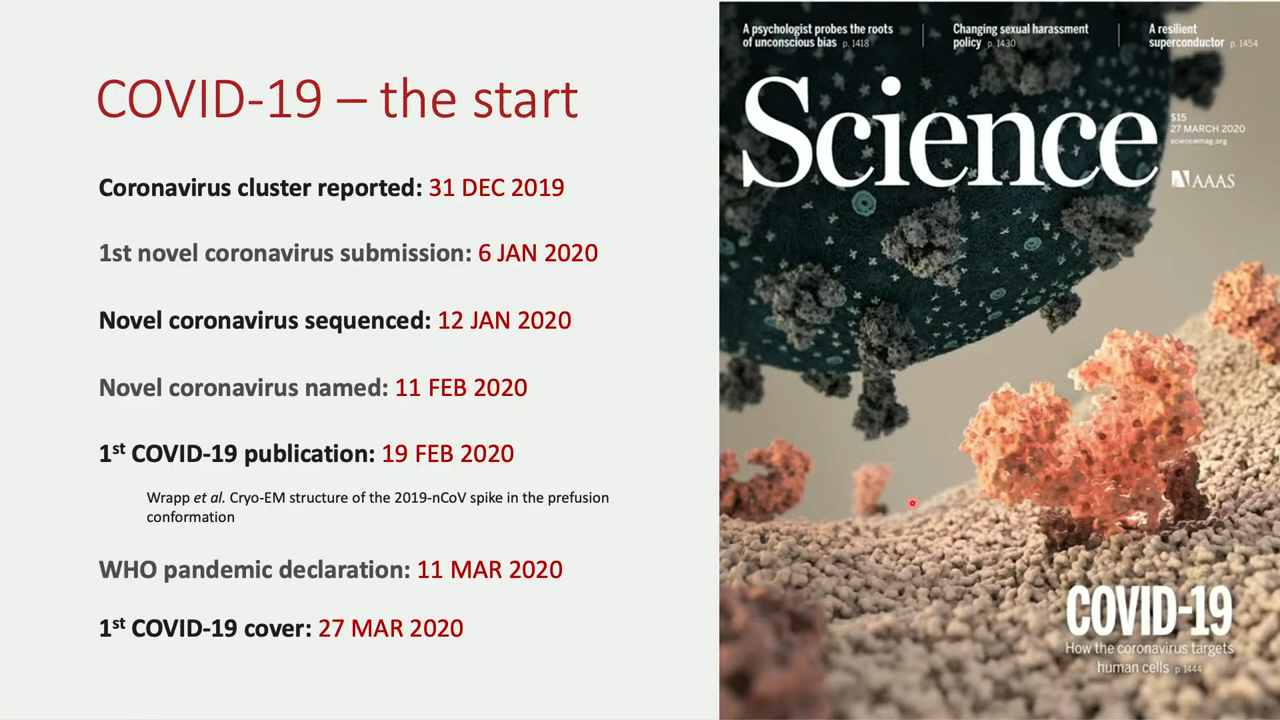 COVID-19 – the start
Coronavirus cluster reported: 31 DEC 2019
1st novel coronavirus submission: 6 JAN 2020
Novel coronavirus sequenced: 12 JAN 2020
Novel coronavirus named: 11 FEB 2020
1st COVID-19 publication: 19 FEB 2020
Wrapp et al. Cryo-EM structure of the 2019-nCoV spike in the prefusion
conformation
WHO pandemic declaration: 11 MAR 2020
1st COVID-19 cover: 27 MAR 2020
A psychologist probes the roots
of unconscious bias p. 1418
Changing sexual harassment
policy p. 1430
A resilient
superconductor p. 1454
Science
$15
27 MARCH 2020
sciencemag.org
AAAS
COVID-19
How the coronavirus targets
human cells p. 1444